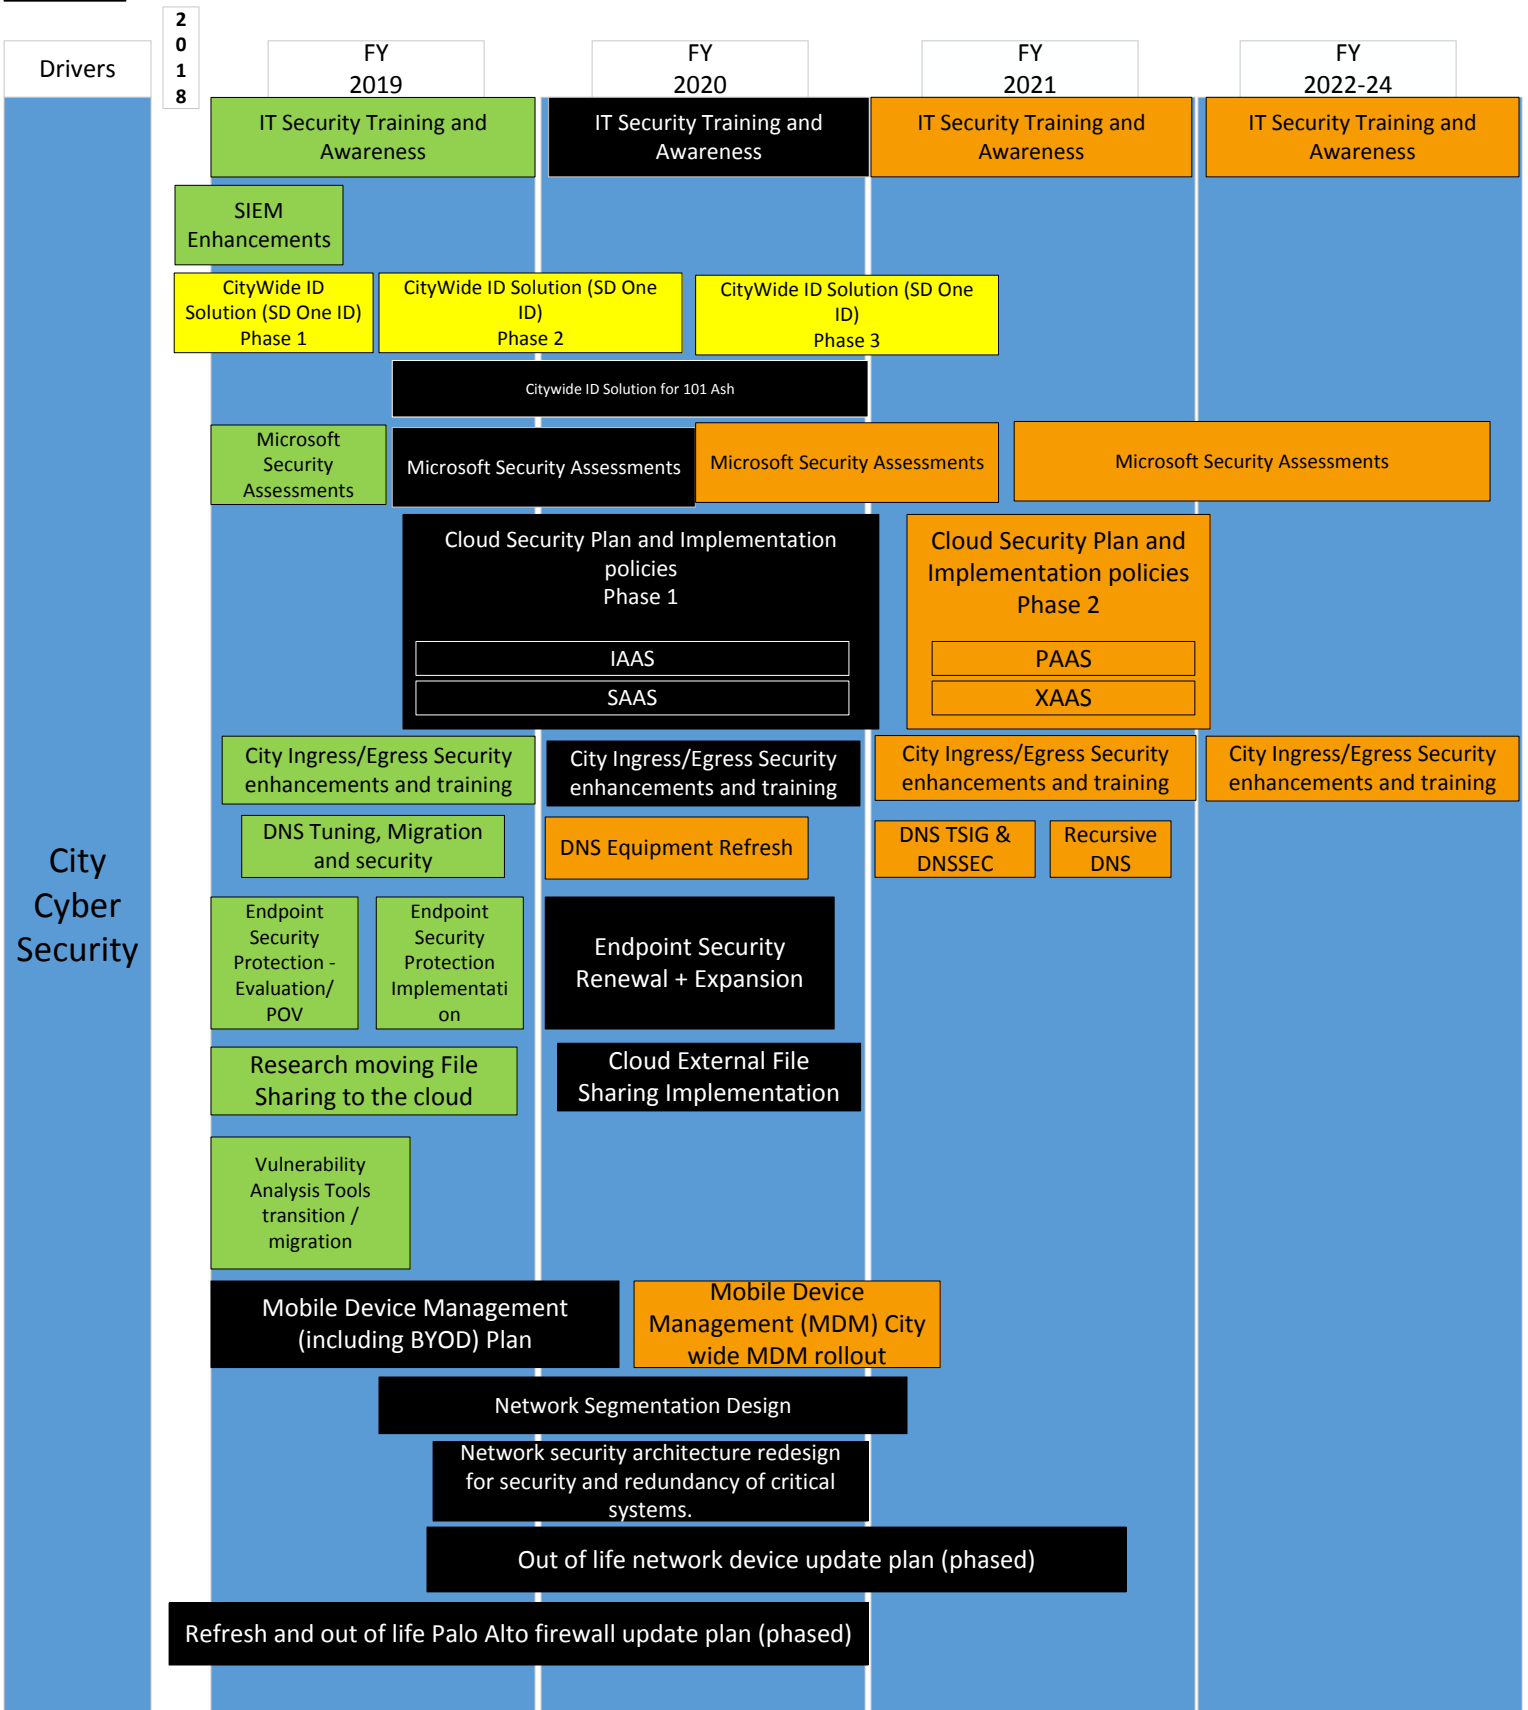 2
0
1
8
Drivers
FY
2019
FY
2020
FY
2021
FY
2022-24
IT Security Training and
Awareness
IT Security Training and
Awareness
IT Security Training and
Awareness
IT Security Training and
Awareness
SIEM
Enhancements
CityWide ID
Solution (SD One ID)
Phase 1
CityWide ID Solution (SD One
ID)
Phase 2
CityWide ID Solution (SD One
ID)
Phase 3
Citywide ID Solution for 101 Ash
Microsoft
Security
Assessments
Microsoft Security Assessments
Microsoft Security Assessments
Microsoft Security Assessments
Cloud Security Plan and Implementation
policies
Phase 1
IAAS
SAAS
Cloud Security Plan and
Implementation policies
Phase 2
PAAS
XAAS
City Ingress/Egress Security
enhancements and training
City Ingress/Egress Security
enhancements and training
City Ingress/Egress Security
enhancements and training
City Ingress/Egress Security
enhancements and training
DNS Tuning, Migration
and security
DNS Equipment Refresh
DNS TSIG &
DNSSEC
Recursive
DNS
City
Cyber
Security
Endpoint
Security
Protection -
Evaluation/
POV
Endpoint
Security
Protection
Implementati
on
Endpoint Security
Renewal + Expansion
Research moving File
Sharing to the cloud
Cloud External File
Sharing Implementation
Vulnerability
Analysis Tools
transition /
migration
Mobile Device Management
(including BYOD) Plan
Mobile Device
Management (MDM) City
wide MDM rollout
Network Segmentation Design
Network security architecture redesign
for security and redundancy of critical
systems.
Out of life network device update plan (phased)
Refresh and out of life Palo Alto firewall update plan (phased)